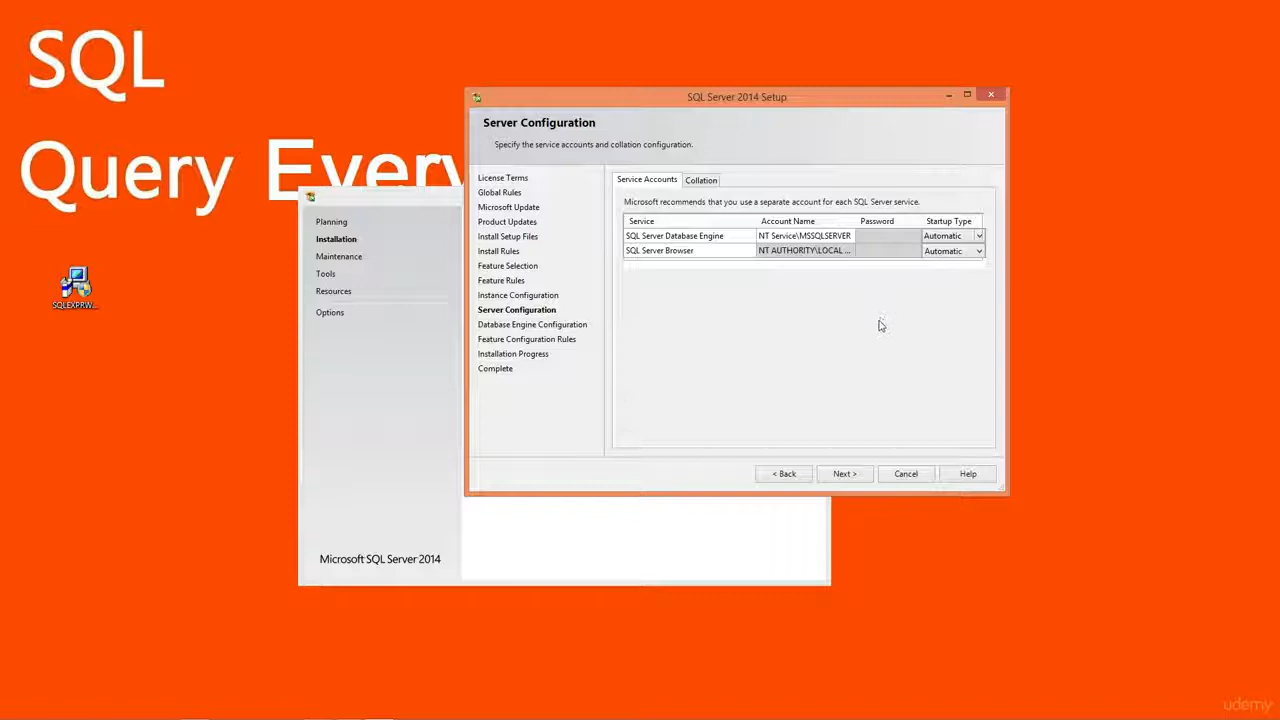 SQL
Query Every
SQL Server 2014 Setup
Server Configuration
Specify the service accounts and collation configuration.
License Terms
Global Rules
Microsoft Update
Product Updates
Install Setup Files
Install Rules
Feature Selection
Feature Rules
Instance Configuration
Server Configuration
Database Engine Configuration
Feature Configuration Rules
Installation Progress
Complete
Service Accounts
Collation
Microsoft recommends that you use a separate account for each SQL Server service.
Service Account Name Password Startup Type
SQL Server Database Engine NT Service\MSSQLSERVER Automatic
SQL Server Browser NT AUTHORITY\LOCAL ... Automatic
< Back
Next >
Cancel
Help
Planning
Installation
Maintenance
Tools
Resources
Options
Microsoft SQL Server 2014
SQLEXPRW...
udemy